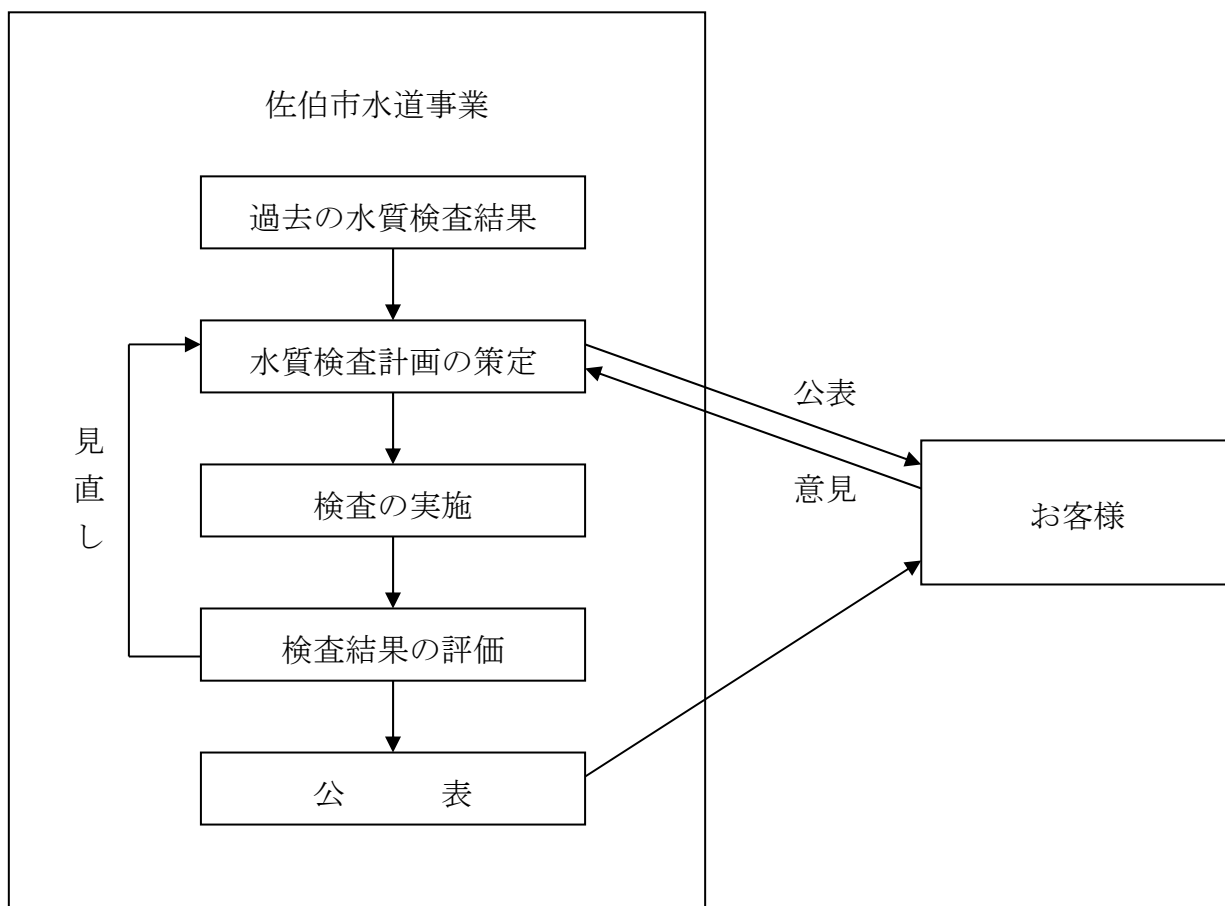 佐伯市水道事業
過去の水質検査結果
水質検査計画の策定
公表
意見
見直し
検査の実施
お客様
検査結果の評価
公　　　表